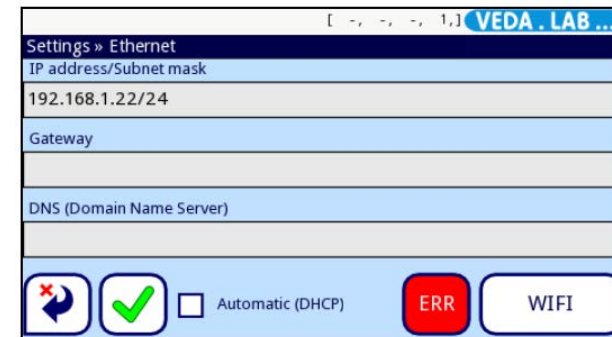 [ -, -, -, 1,] VEDA.LAB ...
Settings » Ethernet
IP address/Subnet mask
192.168.1.22/24
Gateway
DNS (Domain Name Server)
Automatic (DHCP)
ERR
WIFI